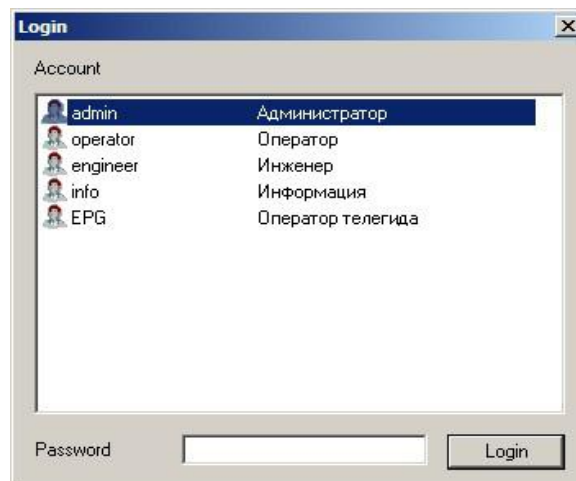 Login
Account
admin Администратор
operator Оператор
engineer Инженер
info Информация
EPG Оператор телегида
Password Login